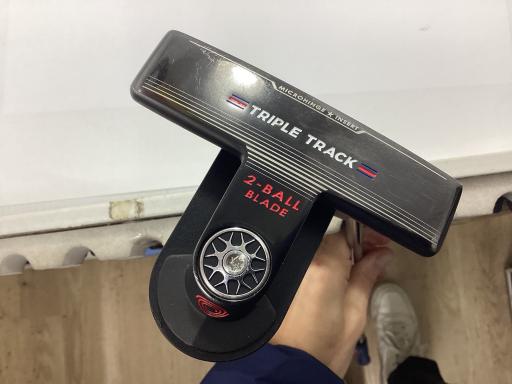 MICROHINGE ★ INSERT
TRIPLE TRACK
2-BALL
BLADE